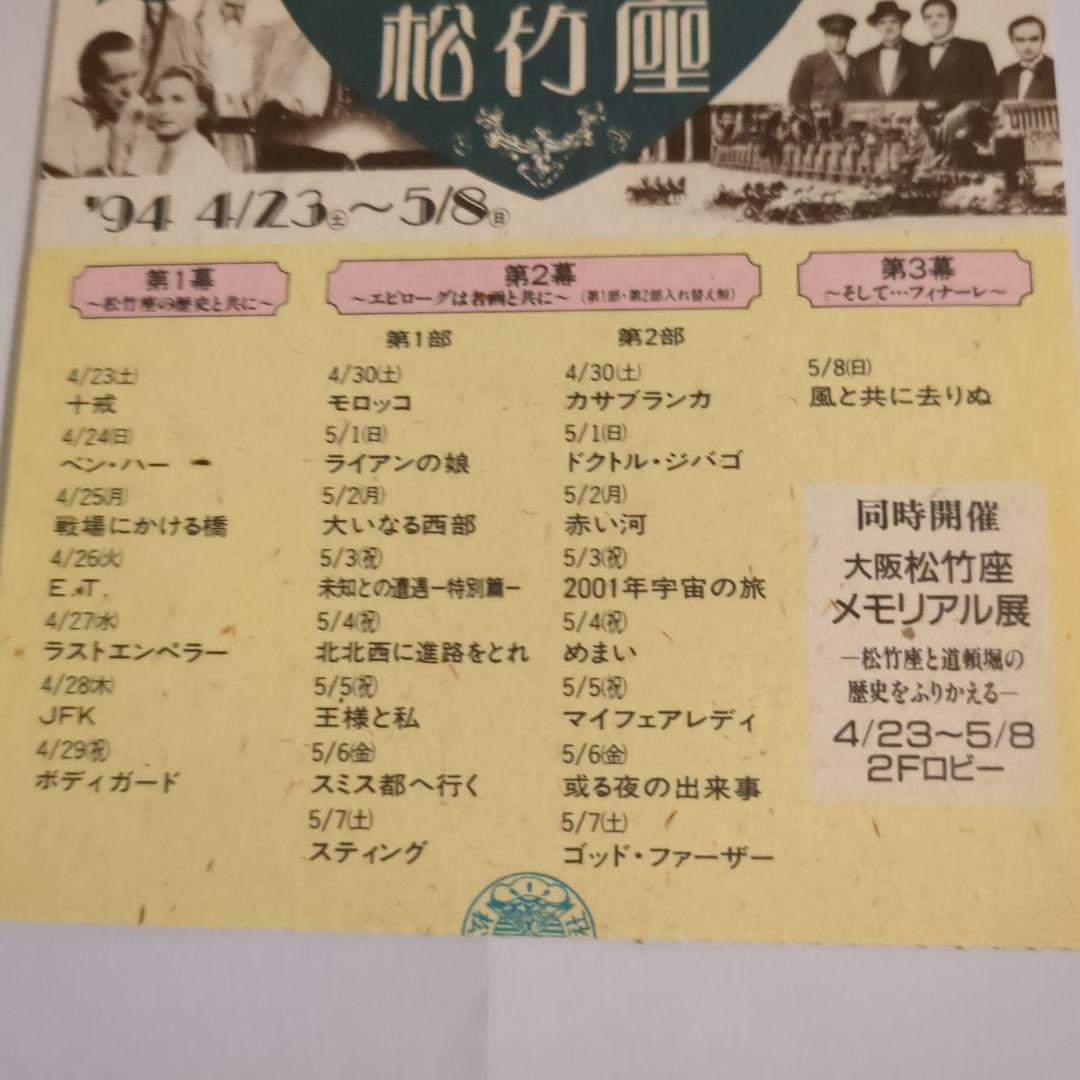 松竹座
'94 4/23㊏～5/8㊐
第1幕
～松竹座の歴史と共に～
4/23㈯
十戒
4/24㈰
ベン・ハー
4/25㈪
戦場にかける橋
4/26㈫
E.T.
4/27㈬
ラストエンペラー
4/28㈭
JFK
4/29㈷
ボディガード
第2幕
～エピローグは名画と共に～（第1部・第2部入れ替え制）
第1部
4/30㈯
モロッコ
5/1㈰
ライアンの娘
5/2㈪
大いなる西部
5/3㈷
未知との遭遇－特別篇－
5/4㈷
北北西に進路をとれ
5/5㈷
王様と私
5/6㈮
スミス都へ行く
5/7㈯
スティング
第2部
4/30㈯
カサブランカ
5/1㈰
ドクトル・ジバゴ
5/2㈪
赤い河
5/3㈷
2001年宇宙の旅
5/4㈷
めまい
5/5㈷
マイフェアレディ
5/6㈮
或る夜の出来事
5/7㈯
ゴッド・ファーザー
第3幕
～そして…フィナーレ～
5/8㈰
風と共に去りぬ
同時開催
大阪松竹座
メモリアル展
―松竹座と道頓堀の
歴史をふりかえる―
4/23～5/8
2Fロビー